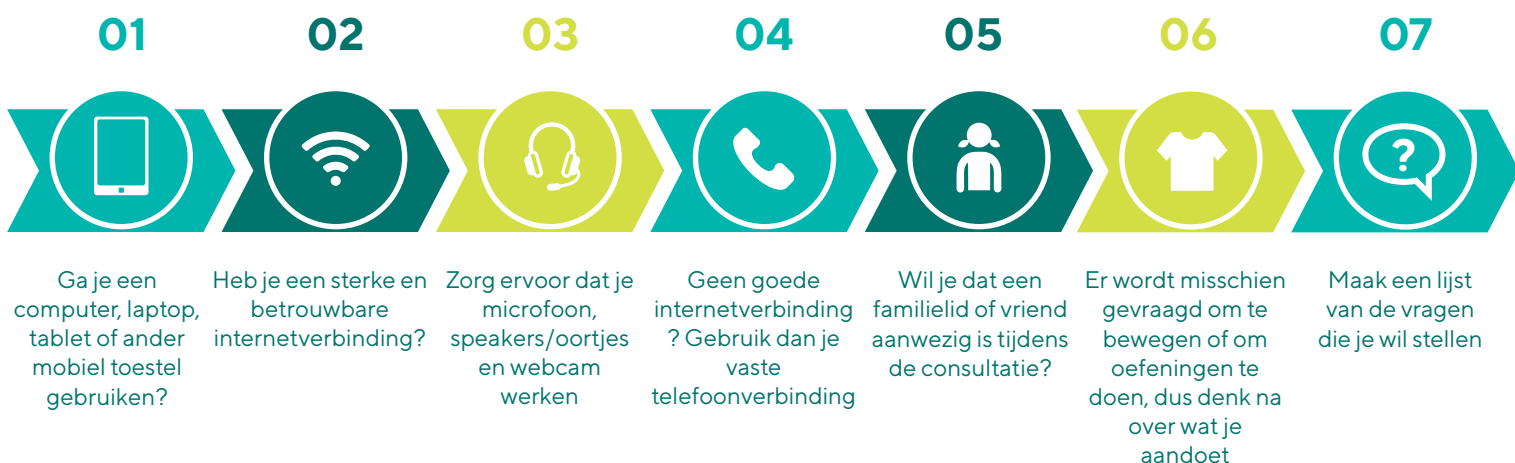 01
02
03
04
05
06
07
?
Ga je een
computer, laptop,
tablet of ander
mobiel toestel
gebruiken?
Heb je een sterke en
betrouwbare
internetverbinding?
Zorg ervoor dat je
microfoon,
speakers/oortjes
en webcam
werken
Geen goede
internetverbinding
? Gebruik dan je
vaste
telefoonverbinding
Wil je dat een
familielid of vriend
aanwezig is tijdens
de consultatie?
Er wordt misschien
gevraagd om te
bewegen of om
oefeningen te
doen, dus denk na
over wat je
aandoet
Maak een lijst
van de vragen
die je wil stellen